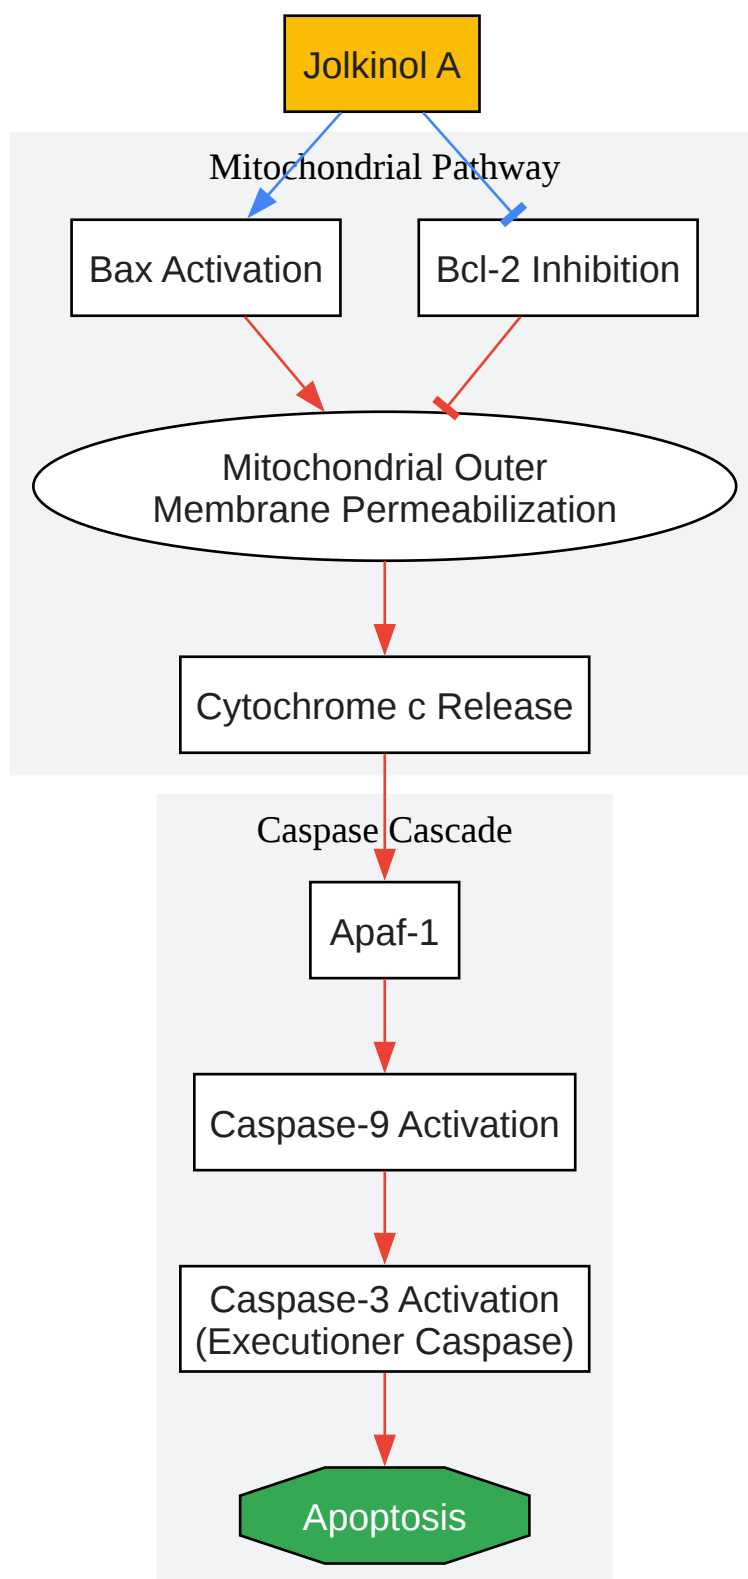 Jolkinol A
Mitochondrial Pathway
Bax Activation
Bcl-2 Inhibition
Mitochondrial Outer
Membrane Permeabilization
Cytochrome c Release
Caspase Cascade
Apaf-1
Caspase-9 Activation
Caspase-3 Activation
(Executioner Caspase)
Apoptosis